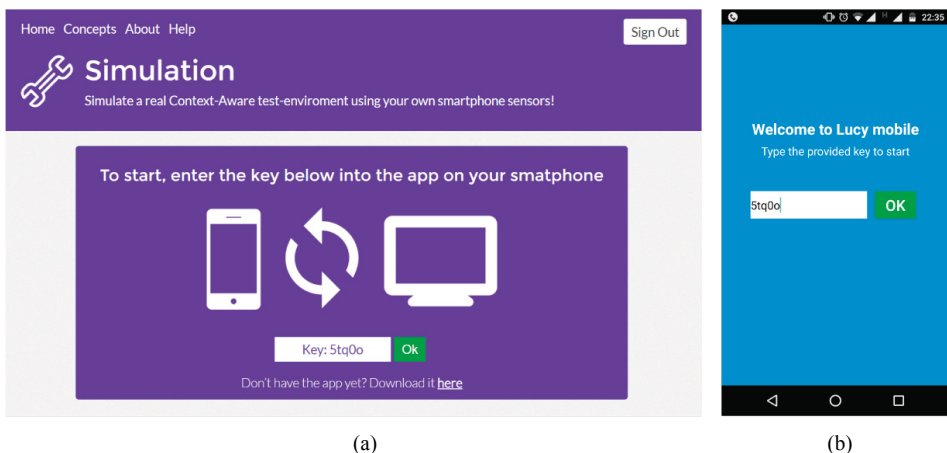 Home Concepts About Help
Sign Out
Simulation
Simulate a real Context-Aware test-enviroment using your own smartphone sensors!
To start, enter the key below into the app on your smatphone
Key: 5tq0o Ok
Don't have the app yet? Download it here
(a)
H 22:35
Welcome to Lucy mobile
Type the provided key to start
5tq0o OK
(b)